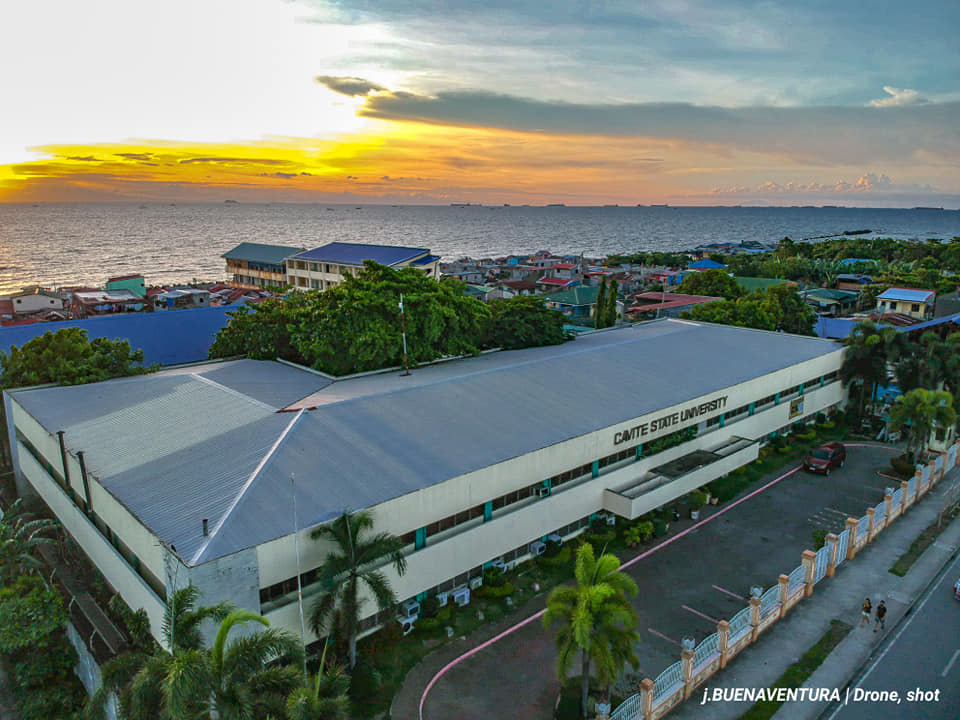 CAVITE STATE UNIVERSITY
j.BUENAVENTURA | Drone, shot